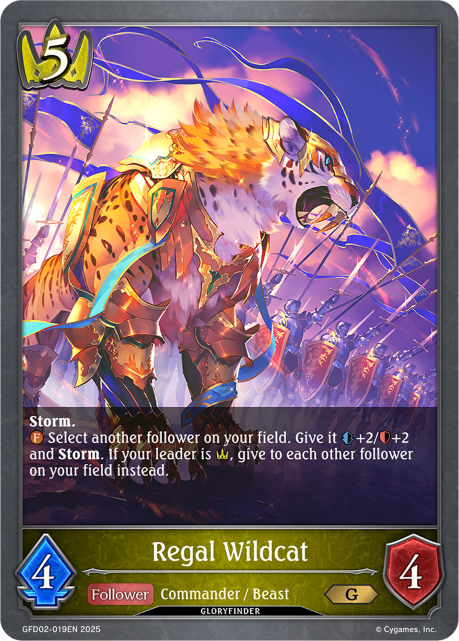 5
Storm.
F Select another follower on your field. Give it +2/+2
and Storm. If your leader is , give to each other follower
on your field instead.
Regal Wildcat
4
Follower
Commander / Beast
G
4
GLORYFINDER
GFD02-019EN 2025
© Cygames, Inc.